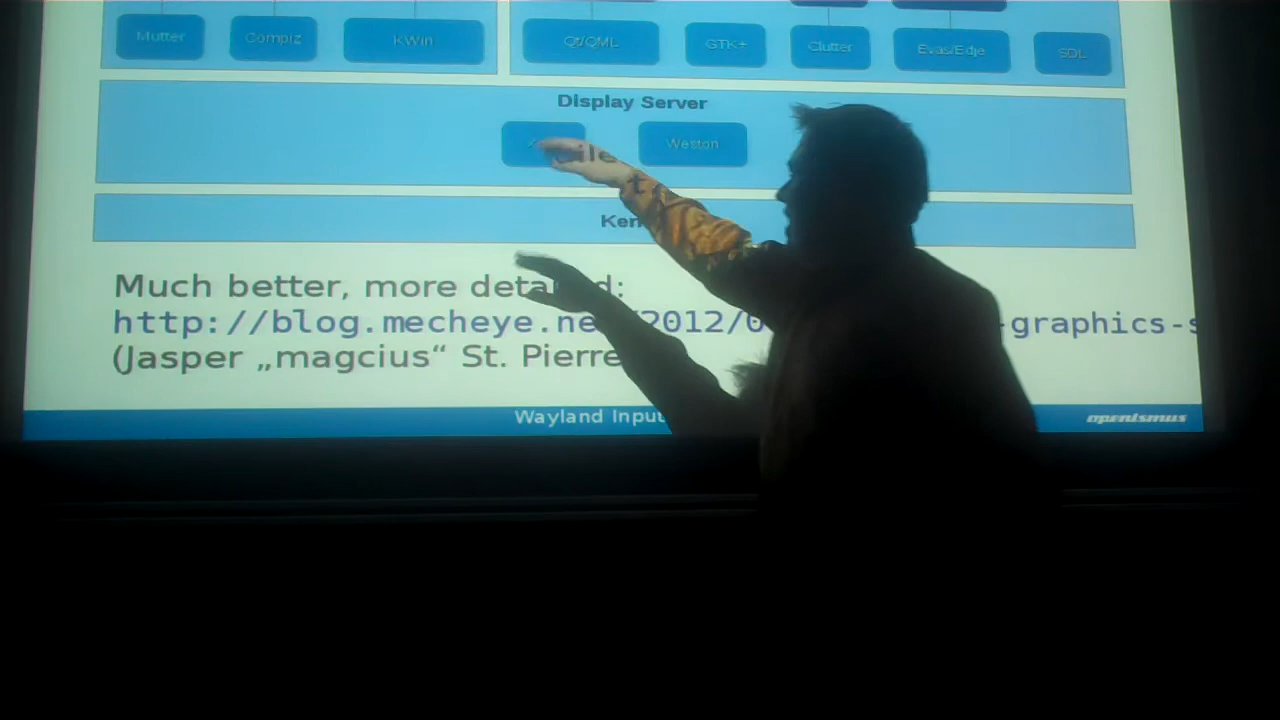 Mutter Compiz KWin Qt/QML GTK+ Clutter Evas/Edje SDL
Display Server
X Weston
Ker
Much better, more deta d:
http://blog.mecheye.ne /2012/0 -graphics-s
(Jasper „magcius“ St. Pierre
Wayland Input openismus